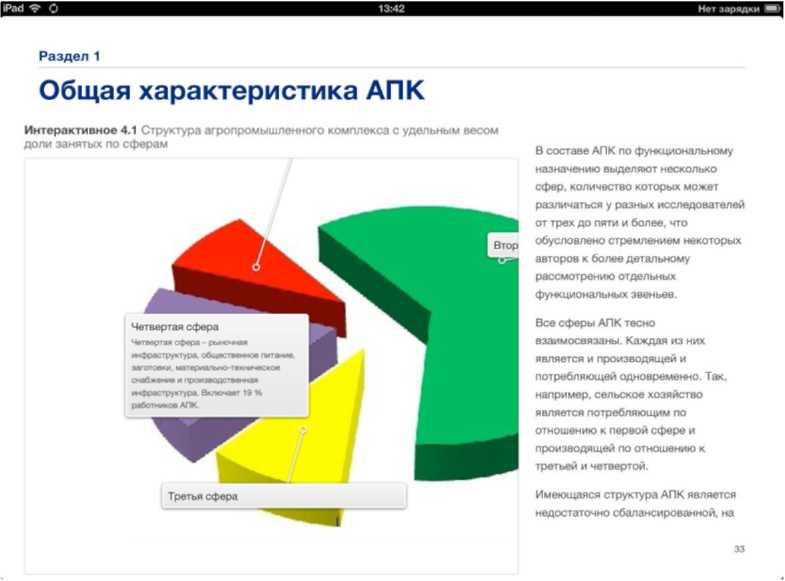 iPad 13:42 Нет зарядки
Раздел 1
Общая характеристика АПК
Интерактивное 4.1 Структура агропромышленного комплекса с удельным весом
доли занятых по сферам
Втор
Четвертая сфера
Четвертая сфера – рыночная
инфраструктура, общественное питание,
заготовки, материально-техническое
снабжение и производственная
инфраструктура. Включает 19 %
работников АПК.
Третья сфера
В составе АПК по функциональному
назначению выделяют несколько
сфер, количество которых может
различаться у разных исследователей
от трех до пяти и более, что
обусловлено стремлением некоторых
авторов к более детальному
рассмотрению отдельных
функциональных звеньев.
Все сферы АПК тесно
взаимосвязаны. Каждая из них
является и производящей и
потребляющей одновременно. Так,
например, сельское хозяйство
является потребляющим по
отношению к первой сфере и
производящей по отношению к
третьей и четвертой.
Имеющаяся структура АПК является
недостаточно сбалансированной, на
33